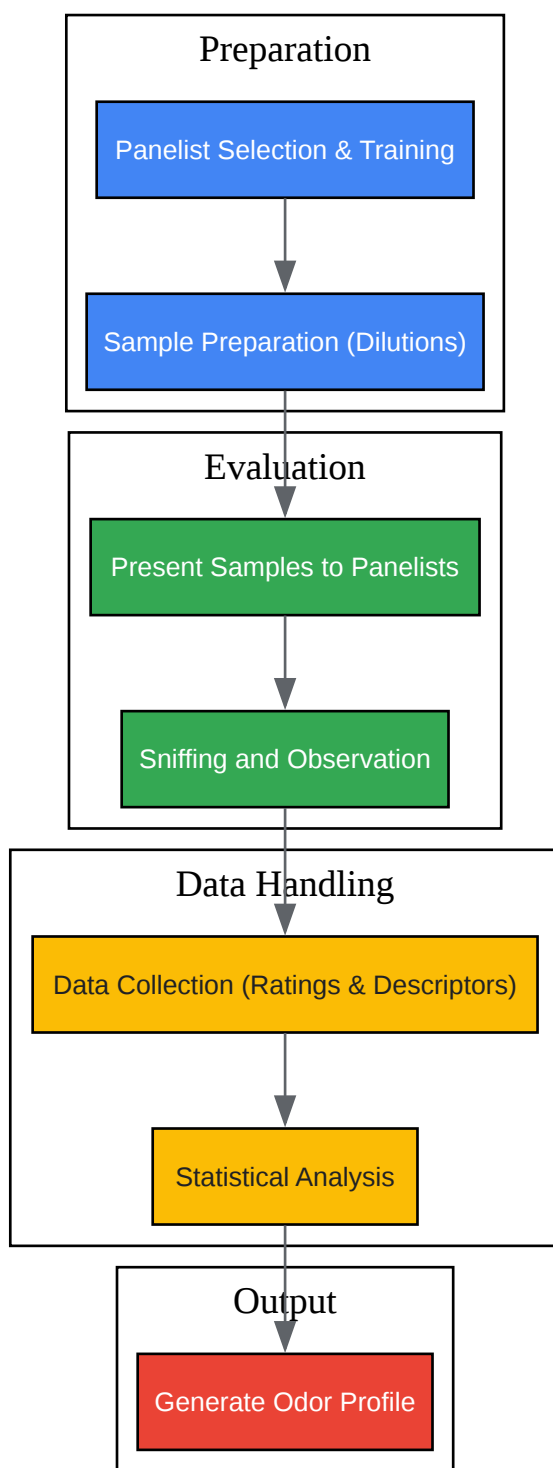 Preparation
Panelist Selection & Training
Sample Preparation (Dilutions)
Evaluation
Present Samples to Panelists
Sniffing and Observation
Data Handling
Data Collection (Ratings & Descriptors)
Statistical Analysis
Output
Generate Odor Profile